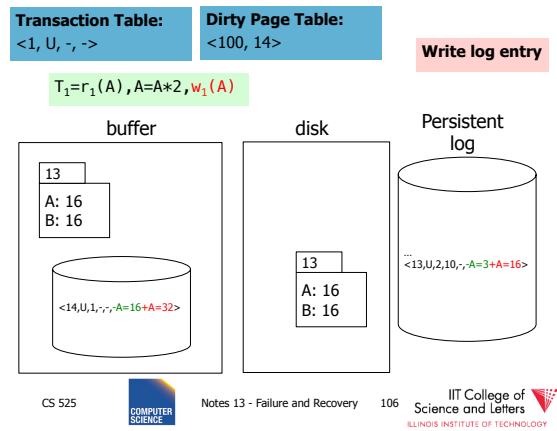 Transaction Table:
<1, U, -, ->
Dirty Page Table:
<100, 14>
Write log entry
T1=r1(A),A=A*2,w1(A)
buffer
disk
Persistent
log
13
A: 16
B: 16
<14,U,1,-,-,-A=16+A=32>
13
A: 16
B: 16
...
<13,U,2,10,-,-A=3+A=16>
CS 525
COMPUTER
SCIENCE
Notes 13 - Failure and Recovery
106
IIT College of
Science and Letters
ILLINOIS INSTITUTE OF TECHNOLOGY